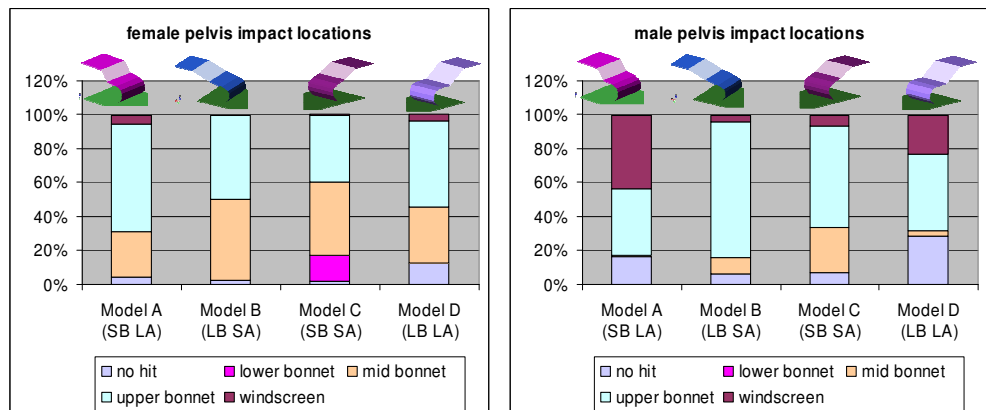 female pelvis impact locations
120%
100%
80%
60%
40%
20%
0%
Model A Model B Model C Model D
(SB LA) (LB SA) (SB SA) (LB LA)
no hit lower bonnet mid bonnet
upper bonnet windscreen
male pelvis impact locations
120%
100%
80%
60%
40%
20%
0%
Model A Model B Model C Model D
(SB LA) (LB SA) (SB SA) (LB LA)
no hit lower bonnet mid bonnet
upper bonnet windscreen